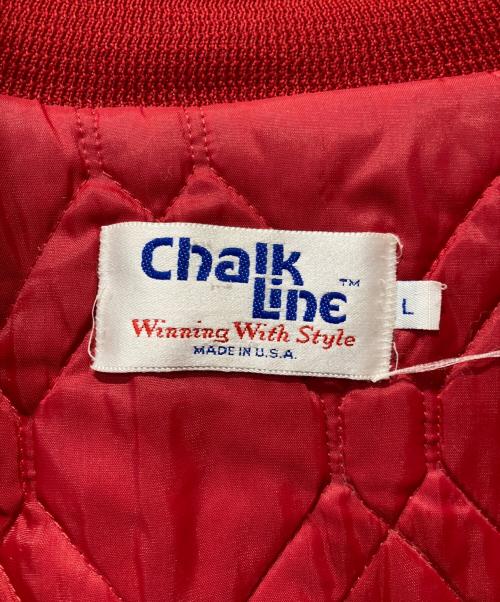 Chalk
Line™
L
Winning With Style
MADE IN U.S.A.